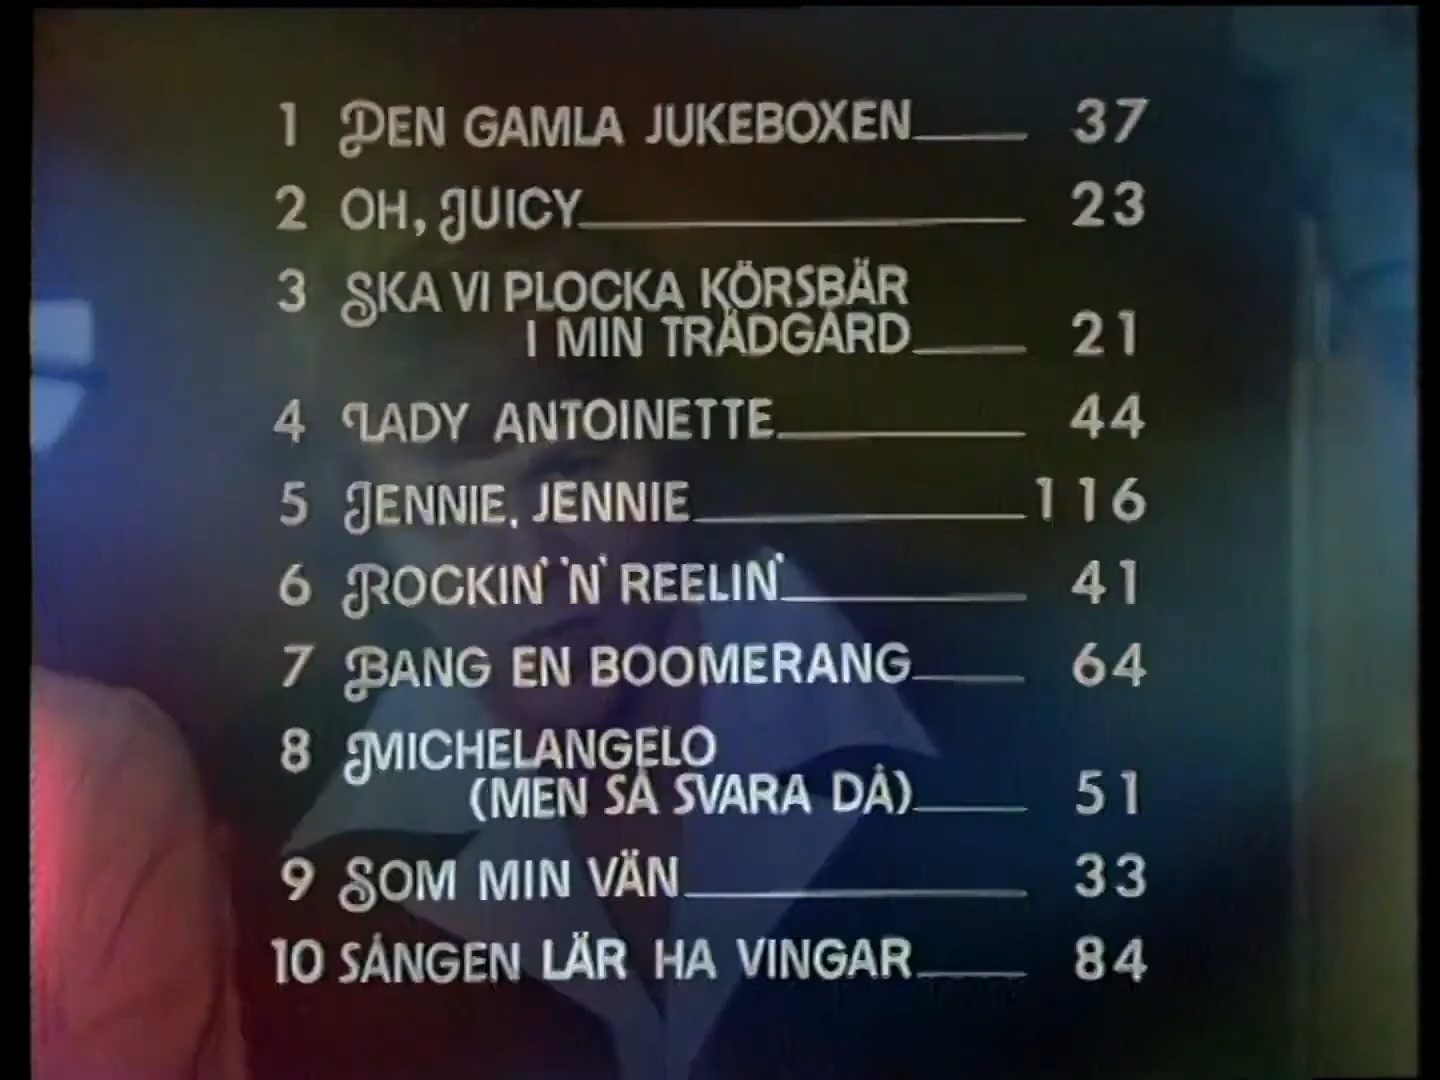 1 DEN GAMLA JUKEBOXEN 37
2 OH, JUICY 23
3 SKA VI PLOCKA KÖRSBÄR
I MIN TRÄDGÅRD 21
4 LADY ANTOINETTE 44
5 JENNIE, JENNIE 116
6 ROCKIN' 'N' REELIN' 41
7 BANG EN BOOMERANG 64
8 MICHELANGELO
(MEN SÅ SVARA DÅ) 51
9 SOM MIN VÄN 33
10 SÅNGEN LÄR HA VINGAR 84